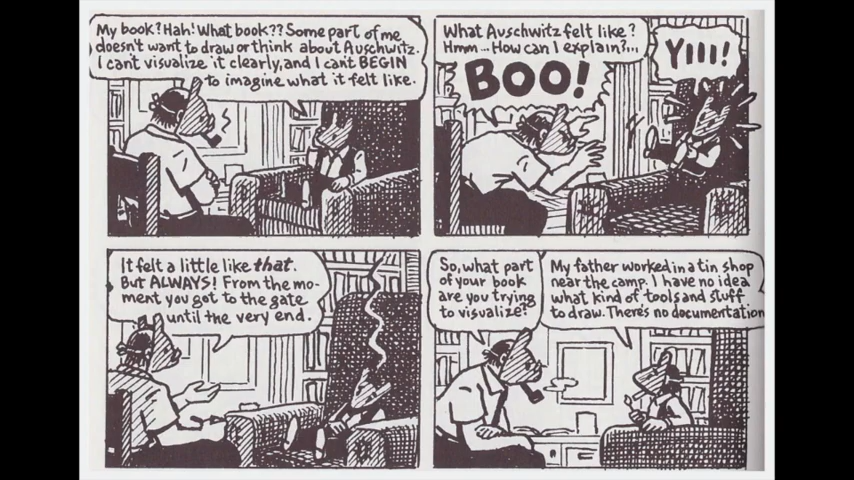 My book? Hah! What book?? Some part of me
doesn't want to draw or think about Auschwitz.
I can't visualize it clearly, and I can't BEGIN
to imagine what it felt like.
What Auschwitz felt like?
Hmm... How can I explain?...
BOO!
YIII!
It felt a little like that.
But ALWAYS! From the mo-
ment you got to the gate
until the very end.
So, what part
of your book
are you trying
to visualize?
My father worked in a tin shop
near the camp. I have no idea
what kind of tools and stuff
to draw. There's no documentation